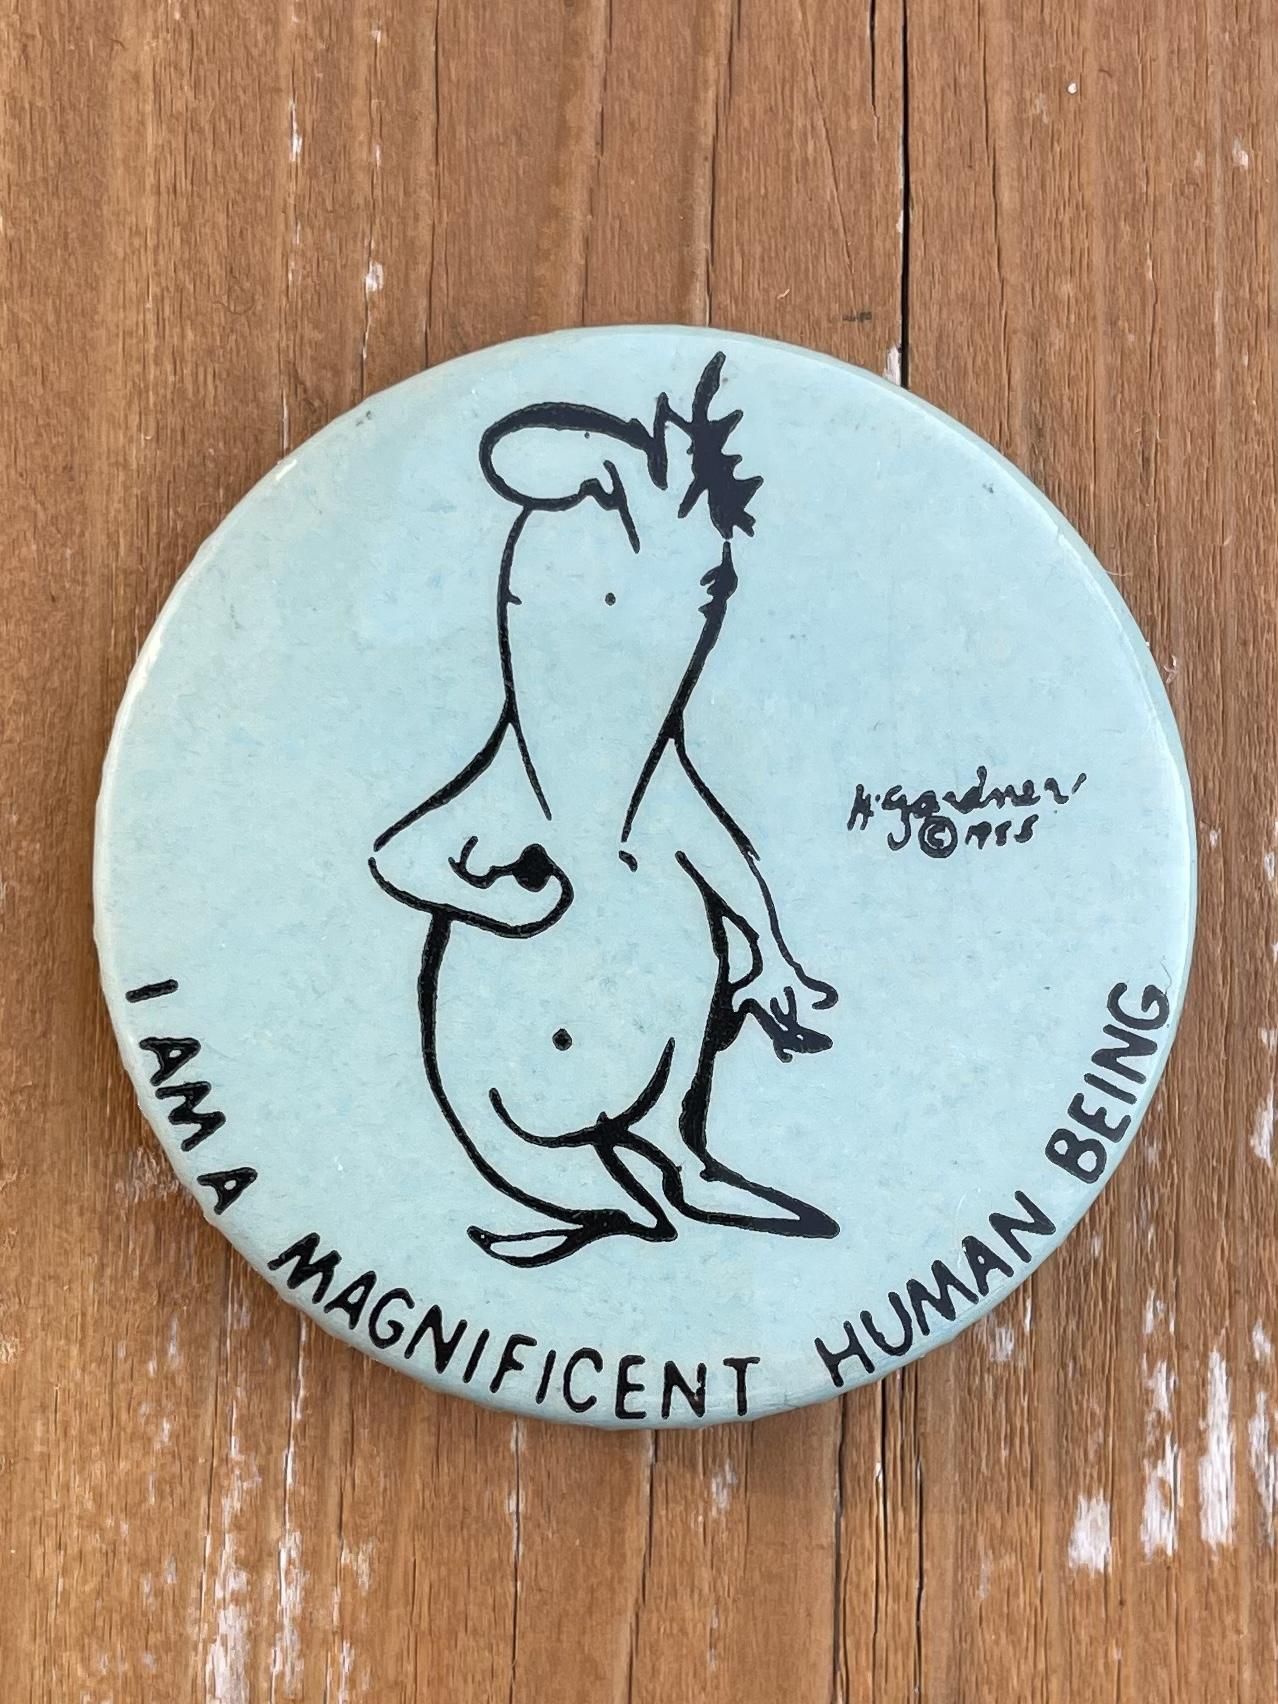 H. Gardner
© 1955
I AM A MAGNIFICENT HUMAN BEING